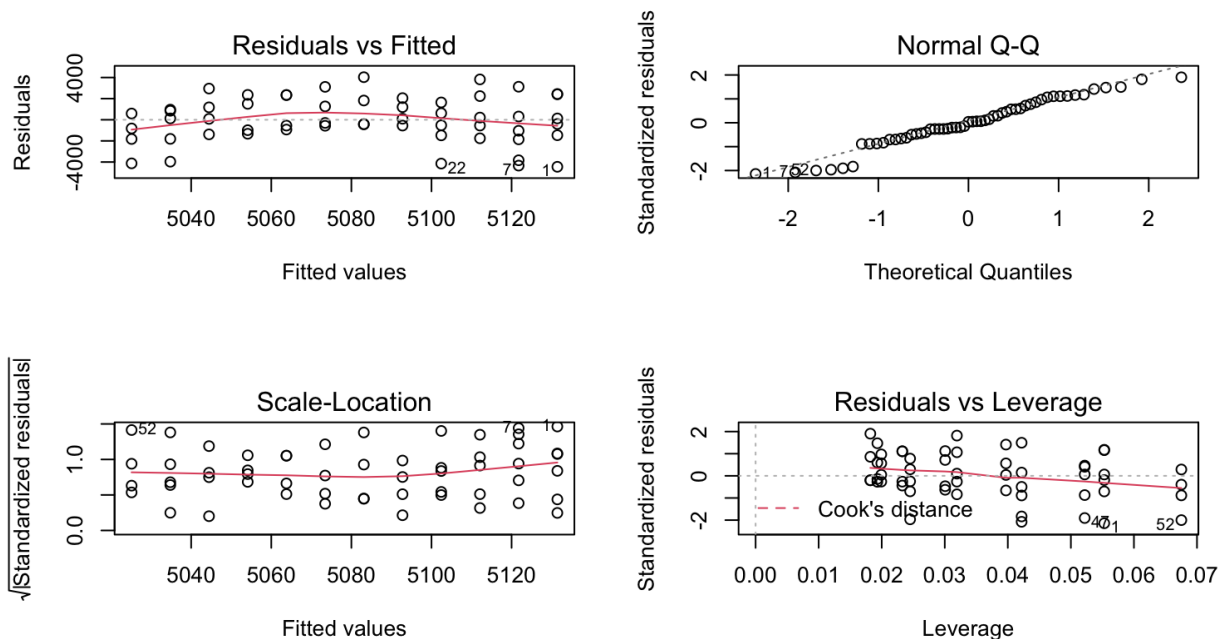 Residuals vs Fitted
Residuals
4000
-4000
22
7
1
5040 5060 5080 5100 5120
Fitted values
Normal Q-Q
Standardized residuals
2
0
-2
1
7
52
-2 -1 0 1 2
Theoretical Quantiles
Scale-Location
√|Standardized residuals|
1.0
0.0
52
7
1
5040 5060 5080 5100 5120
Fitted values
Residuals vs Leverage
Standardized residuals
2
0
-2
Cook's distance
47
1
52
0.00 0.01 0.02 0.03 0.04 0.05 0.06 0.07
Leverage